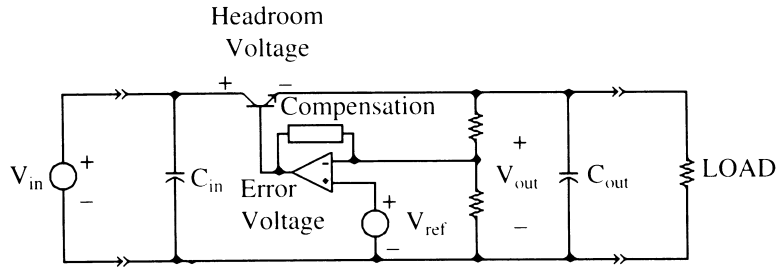 Headroom
Voltage
+ −
Compensation
V_in + −
C_in
Error
Voltage
- +
+ −
V_ref
+
V_out
−
C_out
LOAD